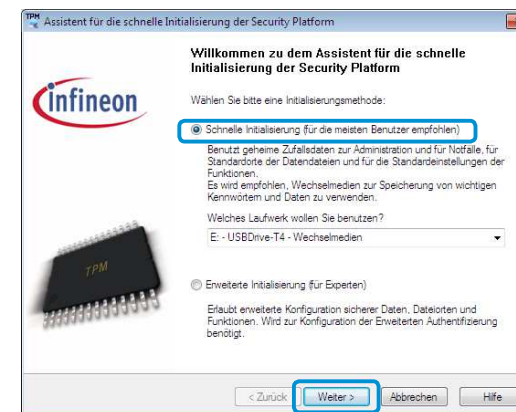 Assistent für die schnelle Initialisierung der Security Platform
Willkommen zu dem Assistent für die schnelle
Initialisierung der Security Platform
infineon
Wählen Sie bitte eine Initialisierungsmethode:
Schnelle Initialisierung (für die meisten Benutzer empfohlen)
Benutzt geheime Zufallsdaten zur Administration und für Notfälle, für
Standardorte der Datendateien und für die Standardeinstellungen der
Funktionen.
Es wird empfohlen, Wechselmedien zur Speicherung von wichtigen
Kennwörtern und Daten zu verwenden.
Welches Laufwerk wollen Sie benutzen?
E: - USBDrive-T4 - Wechselmedien
TPM
Erweiterte Initialisierung (für Experten)
Erlaubt erweiterte Konfiguration sicherer Daten, Dateiorten und
Funktionen. Wird zur Konfiguration der Erweiterten Authentifizierung
benötigt.
< Zurück Weiter > Abbrechen Hilfe